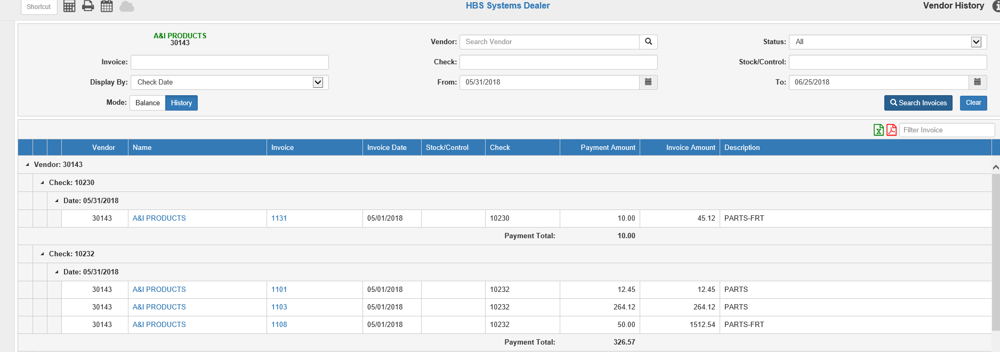 Shortcut HBS Systems Dealer Vendor History
A&I PRODUCTS
30143
Vendor: Search Vendor Status: All
Invoice: Check: Stock/Control:
Display By: Check Date From: 05/31/2018 To: 06/25/2018
Mode: Balance History Search Invoices Clear
Filter Invoice
Vendor Name Invoice Invoice Date Stock/Control Check Payment Amount Invoice Amount Description
Vendor: 30143
Check: 10230
Date: 05/31/2018
30143 A&I PRODUCTS 1131 05/01/2018 10230 10.00 45.12 PARTS-FRT
Payment Total: 10.00
Check: 10232
Date: 05/31/2018
30143 A&I PRODUCTS 1101 05/01/2018 10232 12.45 12.45 PARTS
30143 A&I PRODUCTS 1103 05/01/2018 10232 264.12 264.12 PARTS
30143 A&I PRODUCTS 1108 05/01/2018 10232 50.00 1512.54 PARTS-FRT
Payment Total: 326.57